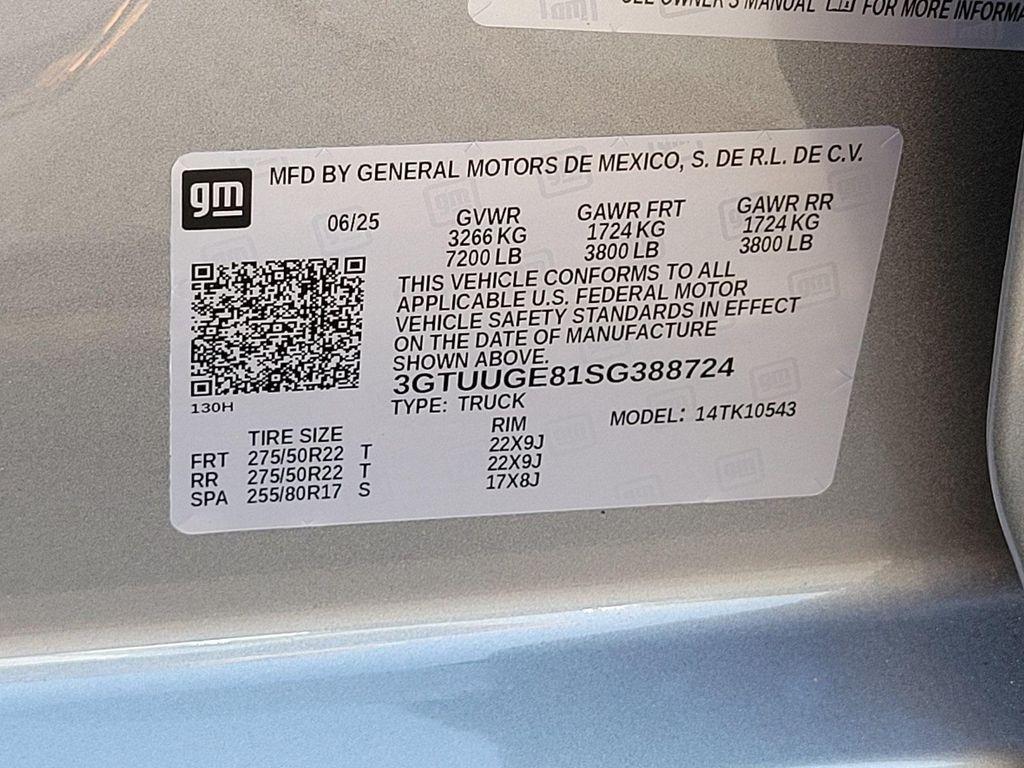 SEE OWNER'S MANUAL FOR MORE
gm
MFD BY GENERAL MOTORS DE MEXICO, S. DE R.L. DE C.V.
06/25 GVWR GAWR FRT GAWR RR
3266 KG 1724 KG 1724 KG
7200 LB 3800 LB 3800 LB
THIS VEHICLE CONFORMS TO ALL
APPLICABLE U.S. FEDERAL MOTOR
VEHICLE SAFETY STANDARDS IN EFFECT
ON THE DATE OF MANUFACTURE
SHOWN ABOVE.
3GTUUGE81SG388724
130H
TYPE: TRUCK MODEL: 14TK10543
TIRE SIZE RIM
FRT 275/50R22 T 22X9J
RR 275/50R22 T 22X9J
SPA 255/80R17 S 17X8J